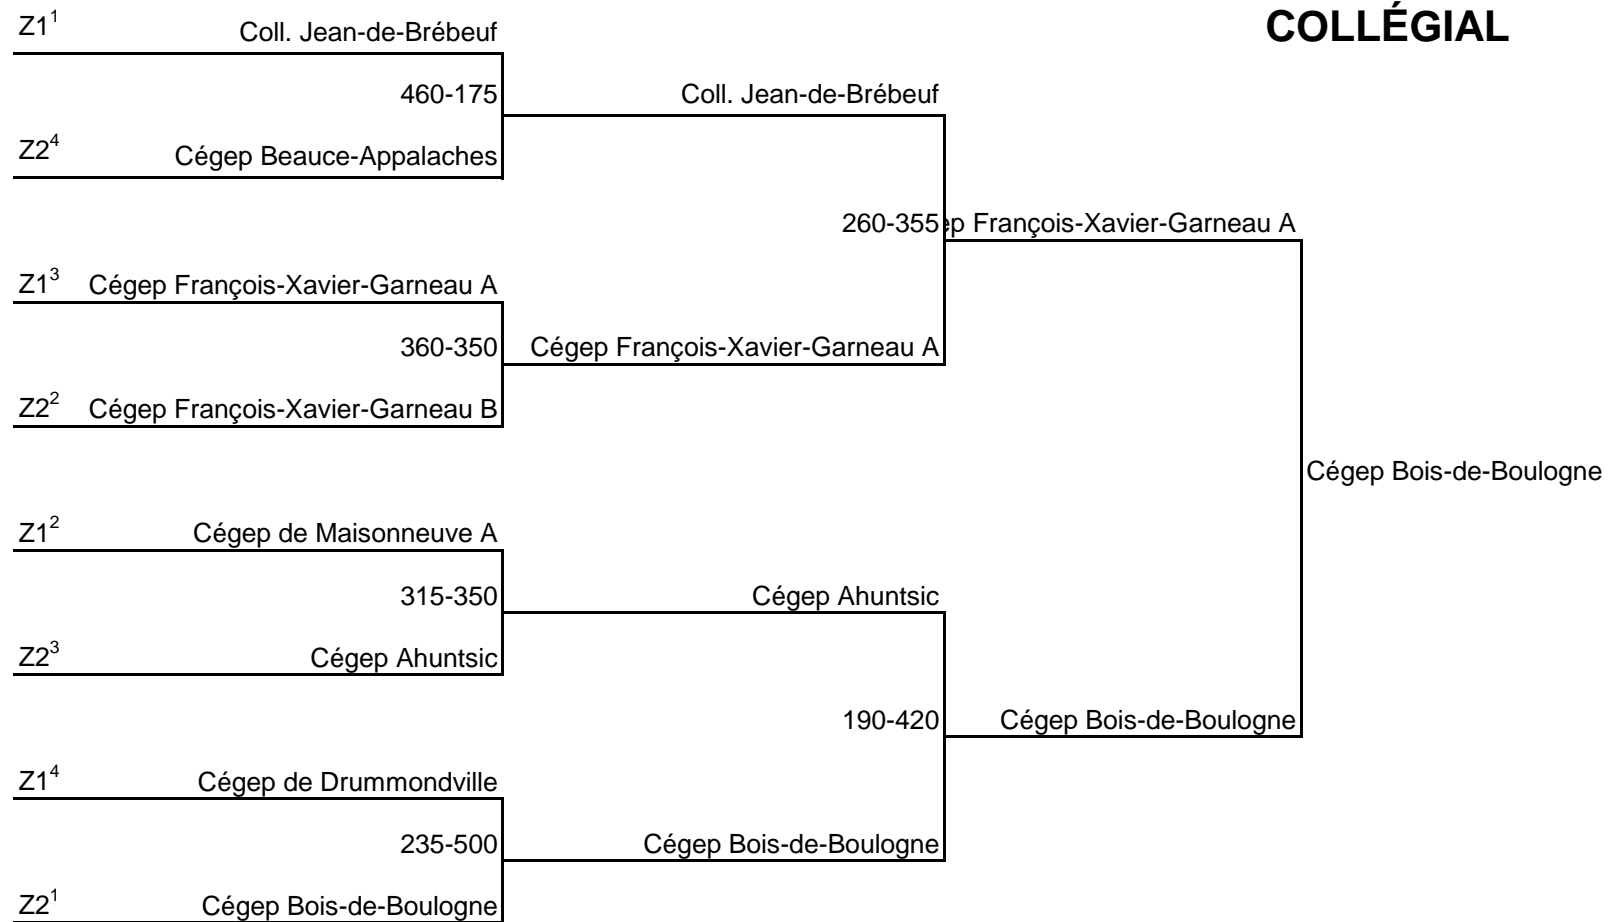 COLLÉGIAL
Z1¹ Coll. Jean-de-Brébeuf
460-175 Coll. Jean-de-Brébeuf
Z2⁴ Cégep Beauce-Appalaches
260-355 ep François-Xavier-Garneau A
Z1³ Cégep François-Xavier-Garneau A
360-350 Cégep François-Xavier-Garneau A
Z2² Cégep François-Xavier-Garneau B
Cégep Bois-de-Boulogne
Z1² Cégep de Maisonneuve A
315-350 Cégep Ahuntsic
Z2³ Cégep Ahuntsic
190-420 Cégep Bois-de-Boulogne
Z1⁴ Cégep de Drummondville
235-500 Cégep Bois-de-Boulogne
Z2¹ Cégep Bois-de-Boulogne